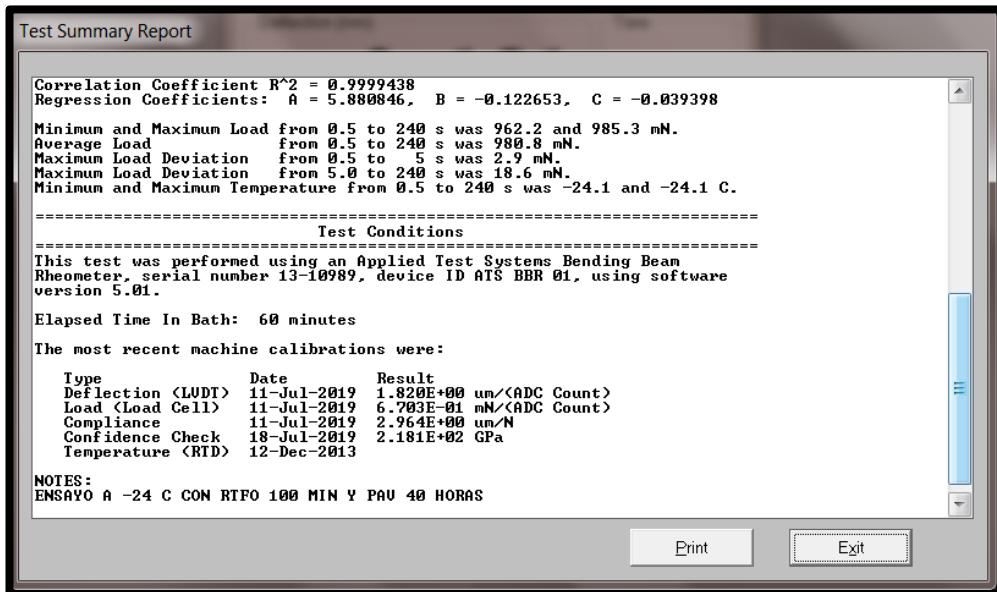 Test Summary Report
Correlation Coefficient R^2 = 0.9999438
Regression Coefficients:  A = 5.880846,  B = -0.122653,  C = -0.039398
Minimum and Maximum Load from 0.5 to 240 s was 962.2 and 985.3 mN.
Average Load             from 0.5 to 240 s was 980.8 mN.
Maximum Load Deviation   from 0.5 to   5 s was 2.9 mN.
Maximum Load Deviation   from 5.0 to 240 s was 18.6 mN.
Minimum and Maximum Temperature from 0.5 to 240 s was -24.1 and -24.1 C.
==========================================================================
Test Conditions
==========================================================================
This test was performed using an Applied Test Systems Bending Beam
Rheometer, serial number 13-10989, device ID ATS BBR 01, using software
version 5.01.
Elapsed Time In Bath:  60 minutes
The most recent machine calibrations were:
Type               Date         Result
Deflection (LVDT)  11-Jul-2019  1.820E+00 um/(ADC Count)
Load (Load Cell)   11-Jul-2019  6.703E-01 mN/(ADC Count)
Compliance         11-Jul-2019  2.964E+00 um/N
Confidence Check   18-Jul-2019  2.181E+02 GPa
Temperature (RTD)  12-Dec-2013
NOTES:
ENSAYO A -24 C CON RTFO 100 MIN Y PAV 40 HORAS
Print Exit